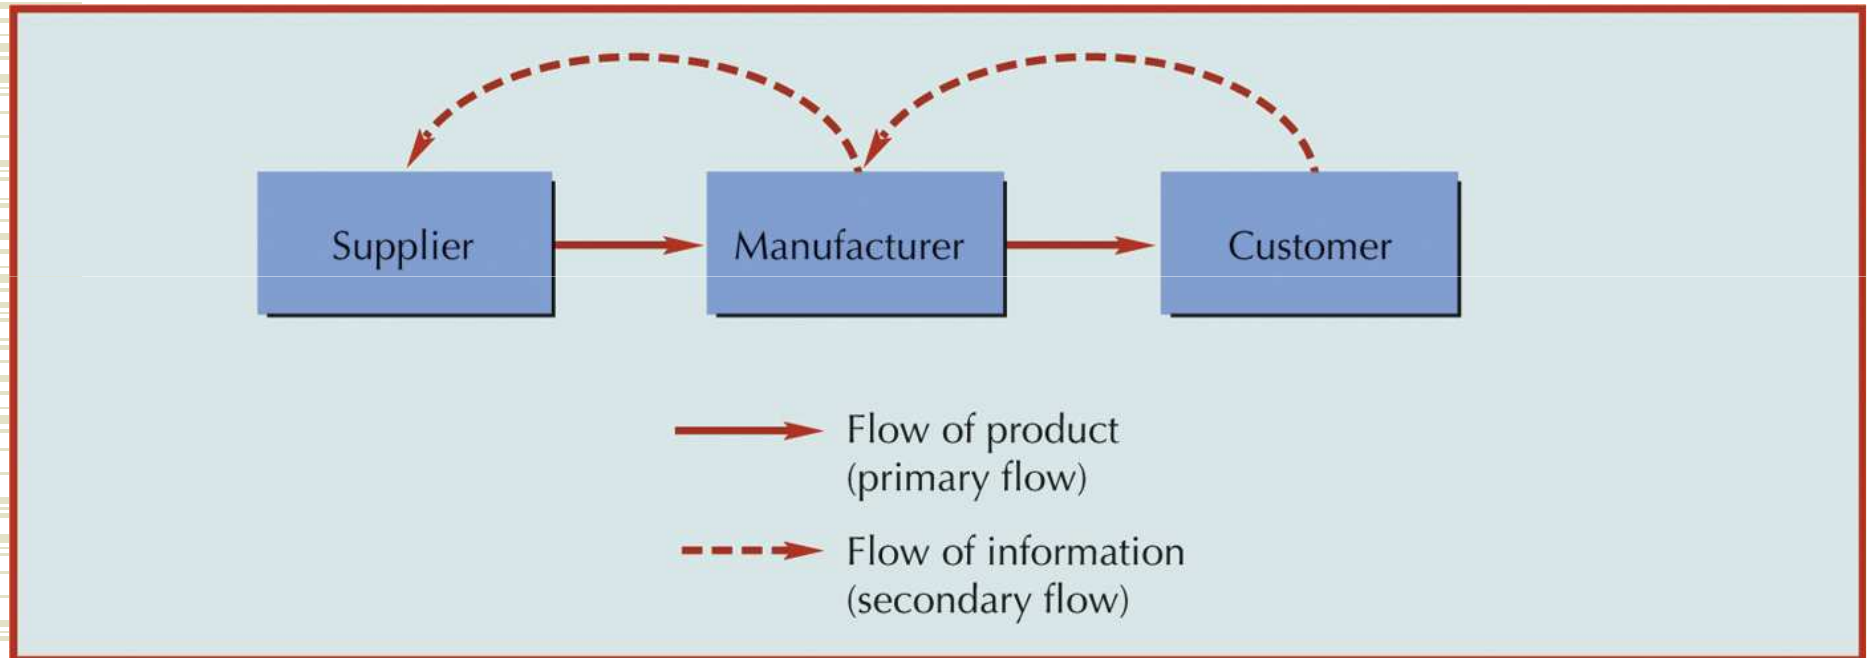 Supplier
Manufacturer
Customer
Flow of product
(primary flow)
Flow of information
(secondary flow)